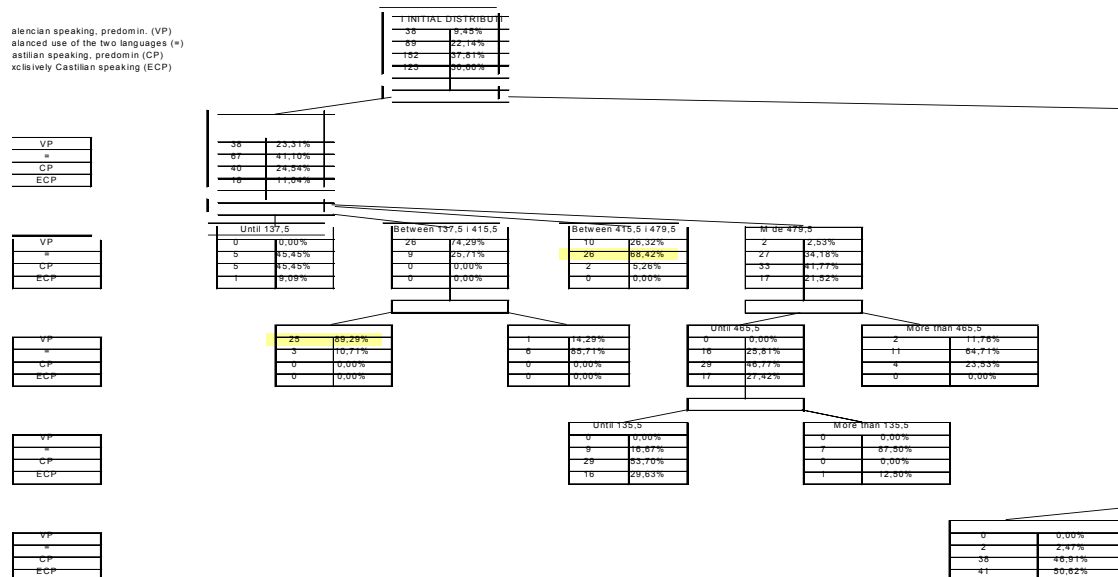 T INITIAL DISTRIBUTI
38 9,45%
89 22,14%
152 37,81%
123 30,60%
alencian speaking, predomin. (VP)
alanced use of the two languages (=)
astilian speaking, predomin (CP)
xclisively Castilian speaking (ECP)
VP 38 23,31%
= 67 41,10%
CP 40 24,54%
ECP 18 11,04%
Until 137,5 Between 137,5 i 415,5 Between 415,5 i 479,5 M de 479,5
VP 0 0,00% 26 74,29% 10 26,32% 2 2,53%
= 5 45,45% 9 25,71% 26 68,42% 27 34,18%
CP 5 45,45% 0 0,00% 2 5,26% 33 41,77%
ECP 1 9,09% 0 0,00% 0 0,00% 17 21,52%
Until 465,5 More than 465,5
VP 25 89,29% 1 14,29% 0 0,00% 2 11,76%
= 3 10,71% 6 85,71% 16 25,81% 11 64,71%
CP 0 0,00% 0 0,00% 29 46,77% 4 23,53%
ECP 0 0,00% 0 0,00% 17 27,42% 0 0,00%
Until 135,5 More than 135,5
VP 0 0,00% 0 0,00%
= 9 16,67% 7 87,50%
CP 29 53,70% 0 0,00%
ECP 16 29,63% 1 12,50%
VP 0 0,00%
= 2 2,47%
CP 38 46,91%
ECP 41 50,62%